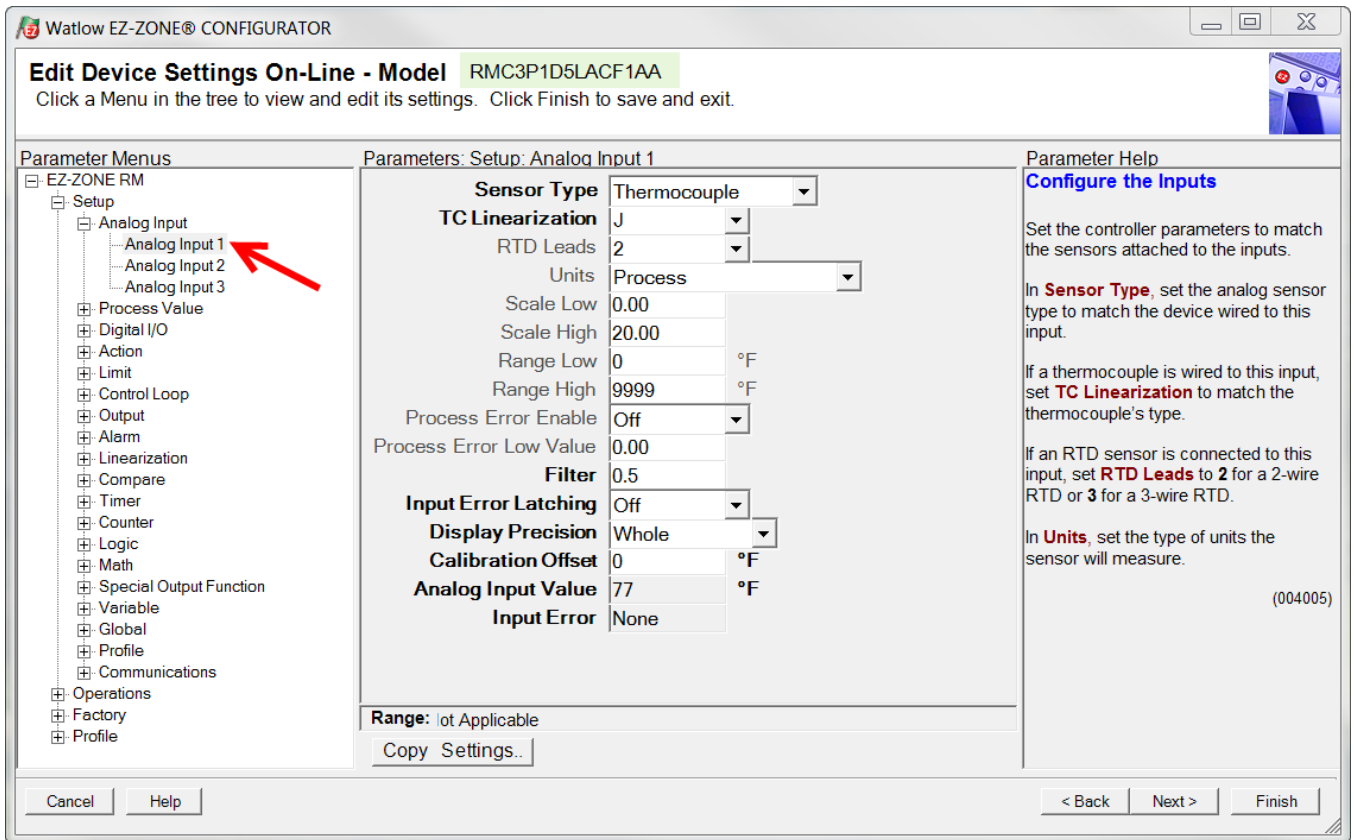 Watlow EZ-ZONE® CONFIGURATOR
Edit Device Settings On-Line - Model RMC3P1D5LACF1AA
Click a Menu in the tree to view and edit its settings. Click Finish to save and exit.
Parameter Menus
EZ-ZONE RM
Setup
Analog Input
Analog Input 1
Analog Input 2
Analog Input 3
Process Value
Digital I/O
Action
Limit
Control Loop
Output
Alarm
Linearization
Compare
Timer
Counter
Logic
Math
Special Output Function
Variable
Global
Profile
Communications
Operations
Factory
Profile
Parameters: Setup: Analog Input 1
Sensor Type Thermocouple
TC Linearization J
RTD Leads 2
Units Process
Scale Low 0.00
Scale High 20.00
Range Low 0 °F
Range High 9999 °F
Process Error Enable Off
Process Error Low Value 0.00
Filter 0.5
Input Error Latching Off
Display Precision Whole
Calibration Offset 0 °F
Analog Input Value 77 °F
Input Error None
Range: ot Applicable
Copy Settings..
Parameter Help
Configure the Inputs
Set the controller parameters to match
the sensors attached to the inputs.
In Sensor Type, set the analog sensor
type to match the device wired to this
input.
If a thermocouple is wired to this input,
set TC Linearization to match the
thermocouple's type.
If an RTD sensor is connected to this
input, set RTD Leads to 2 for a 2-wire
RTD or 3 for a 3-wire RTD.
In Units, set the type of units the
sensor will measure.
(004005)
Cancel
Help
< Back
Next >
Finish